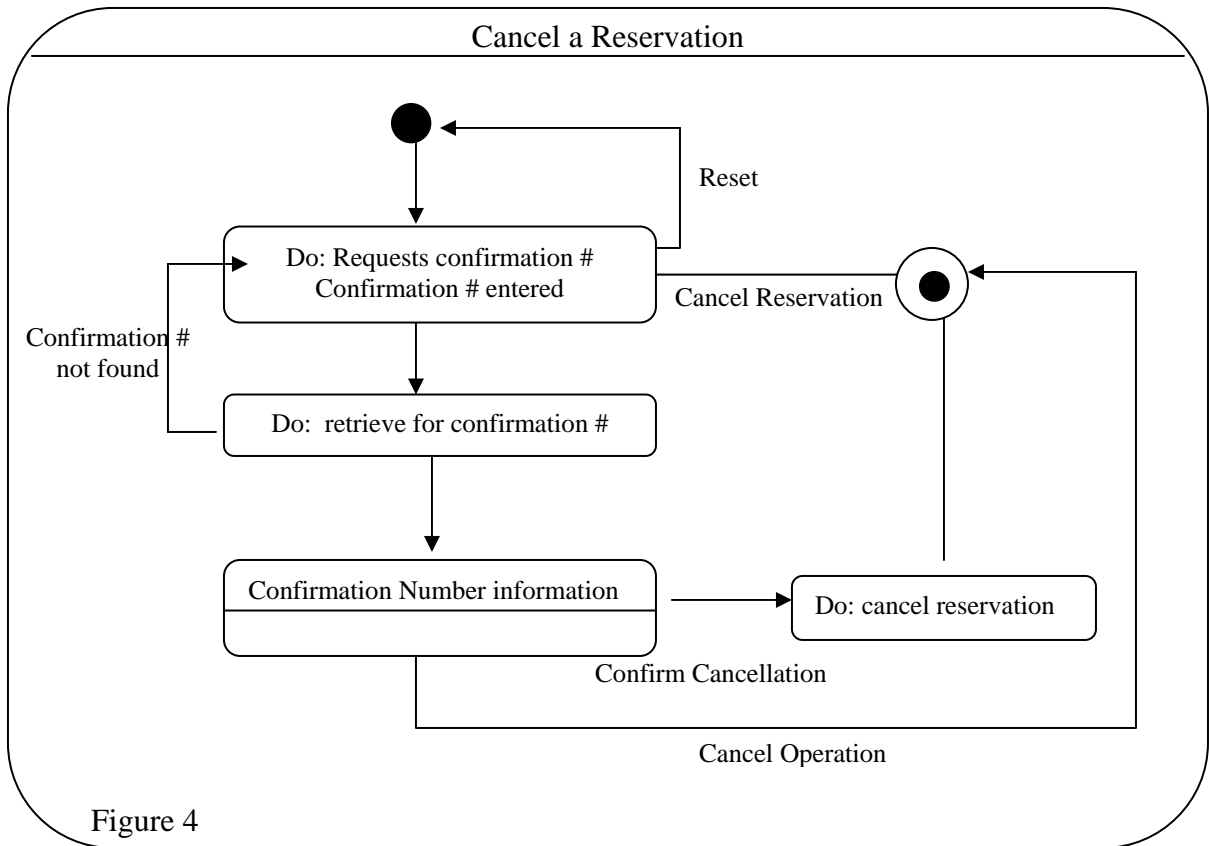 Cancel a Reservation
Reset
Do: Requests confirmation #
Confirmation # entered
Cancel Reservation
Confirmation #
not found
Do:  retrieve for confirmation #
Confirmation Number information
Do: cancel reservation
Confirm Cancellation
Cancel Operation
Figure 4